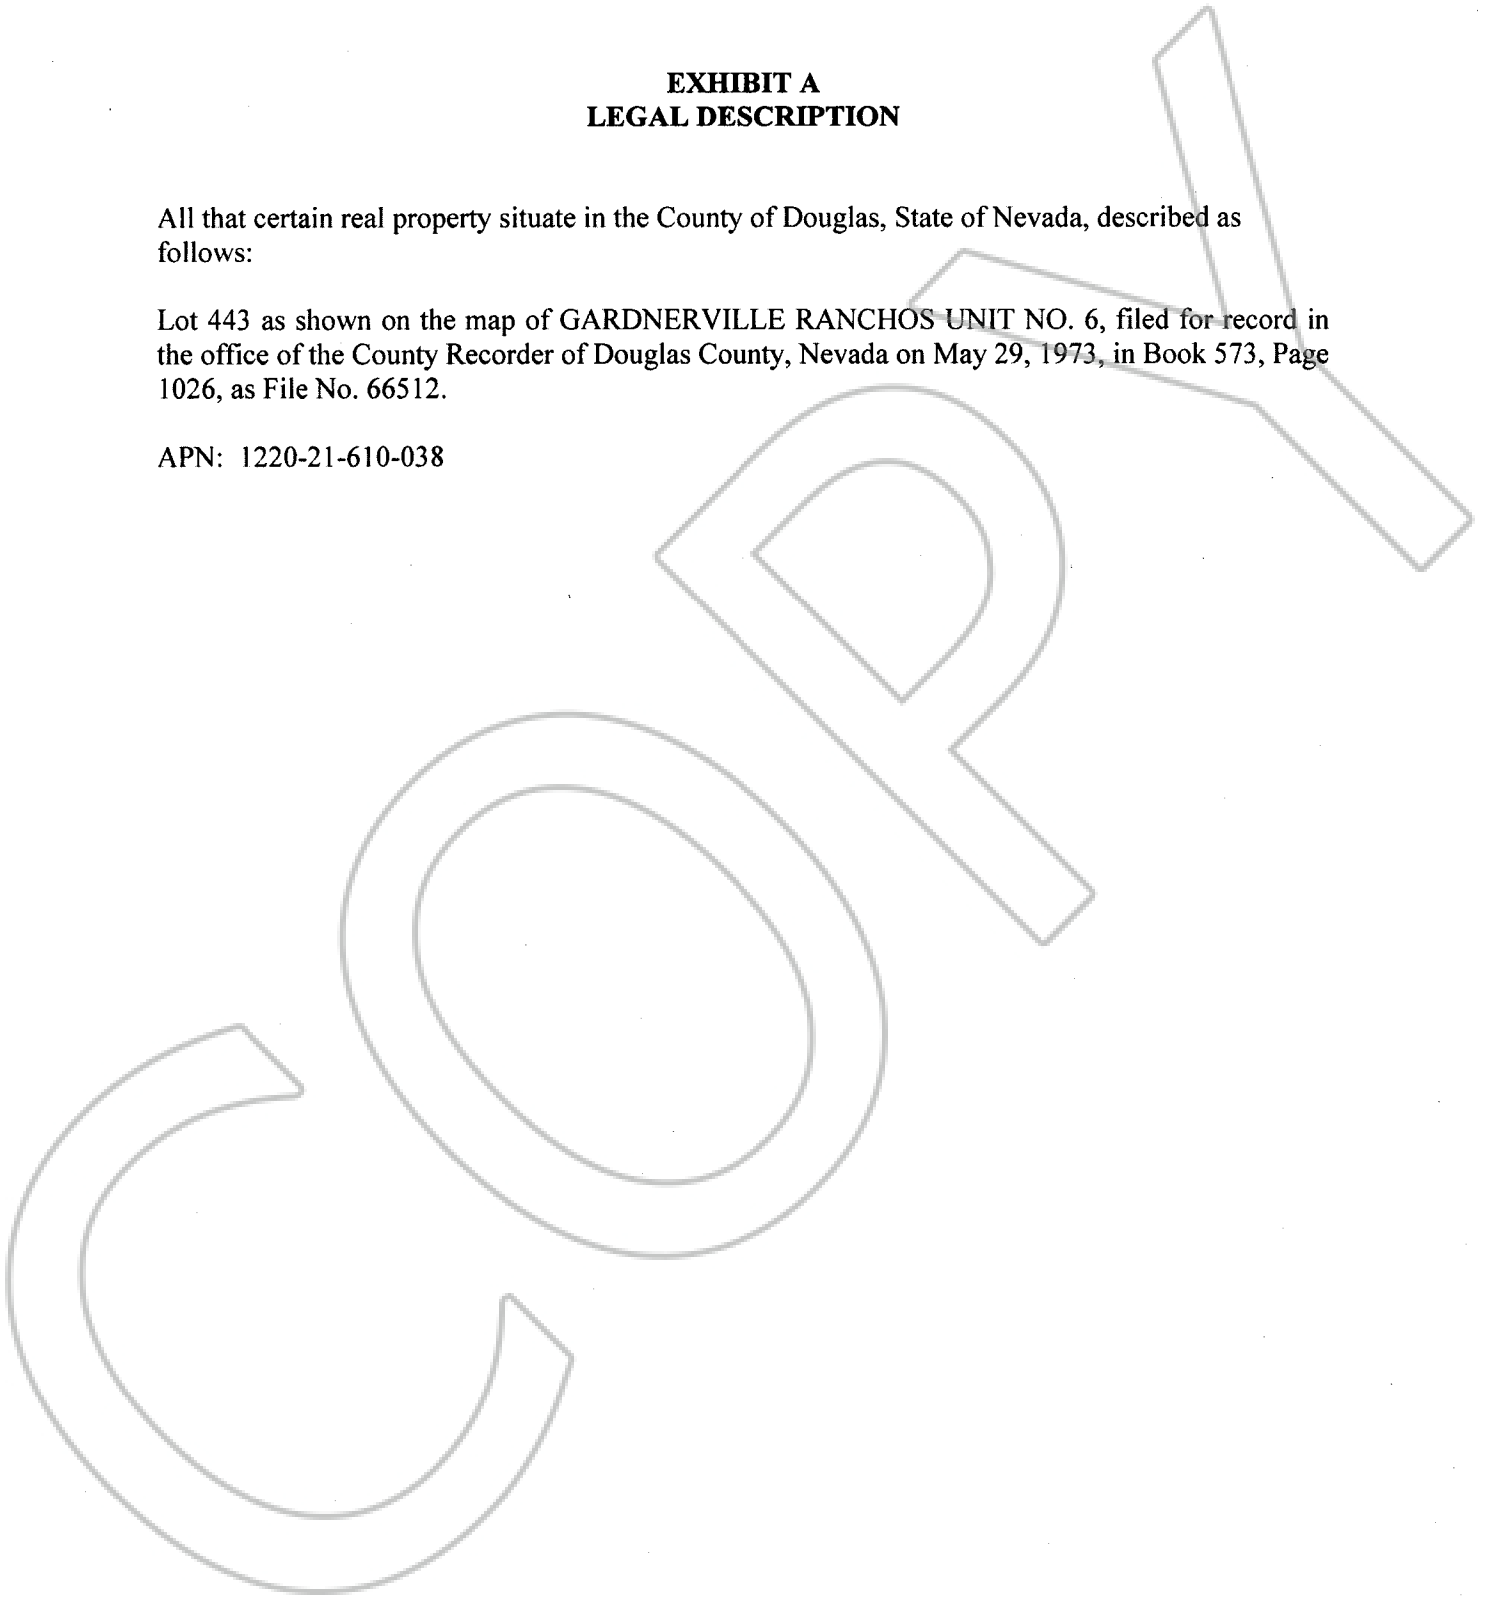 EXHIBIT A
LEGAL DESCRIPTION
All that certain real property situate in the County of Douglas, State of Nevada, described as
follows:
Lot 443 as shown on the map of GARDNERVILLE RANCHOS UNIT NO. 6, filed for record in
the office of the County Recorder of Douglas County, Nevada on May 29, 1973, in Book 573, Page
1026, as File No. 66512.
APN: 1220-21-610-038
COPY